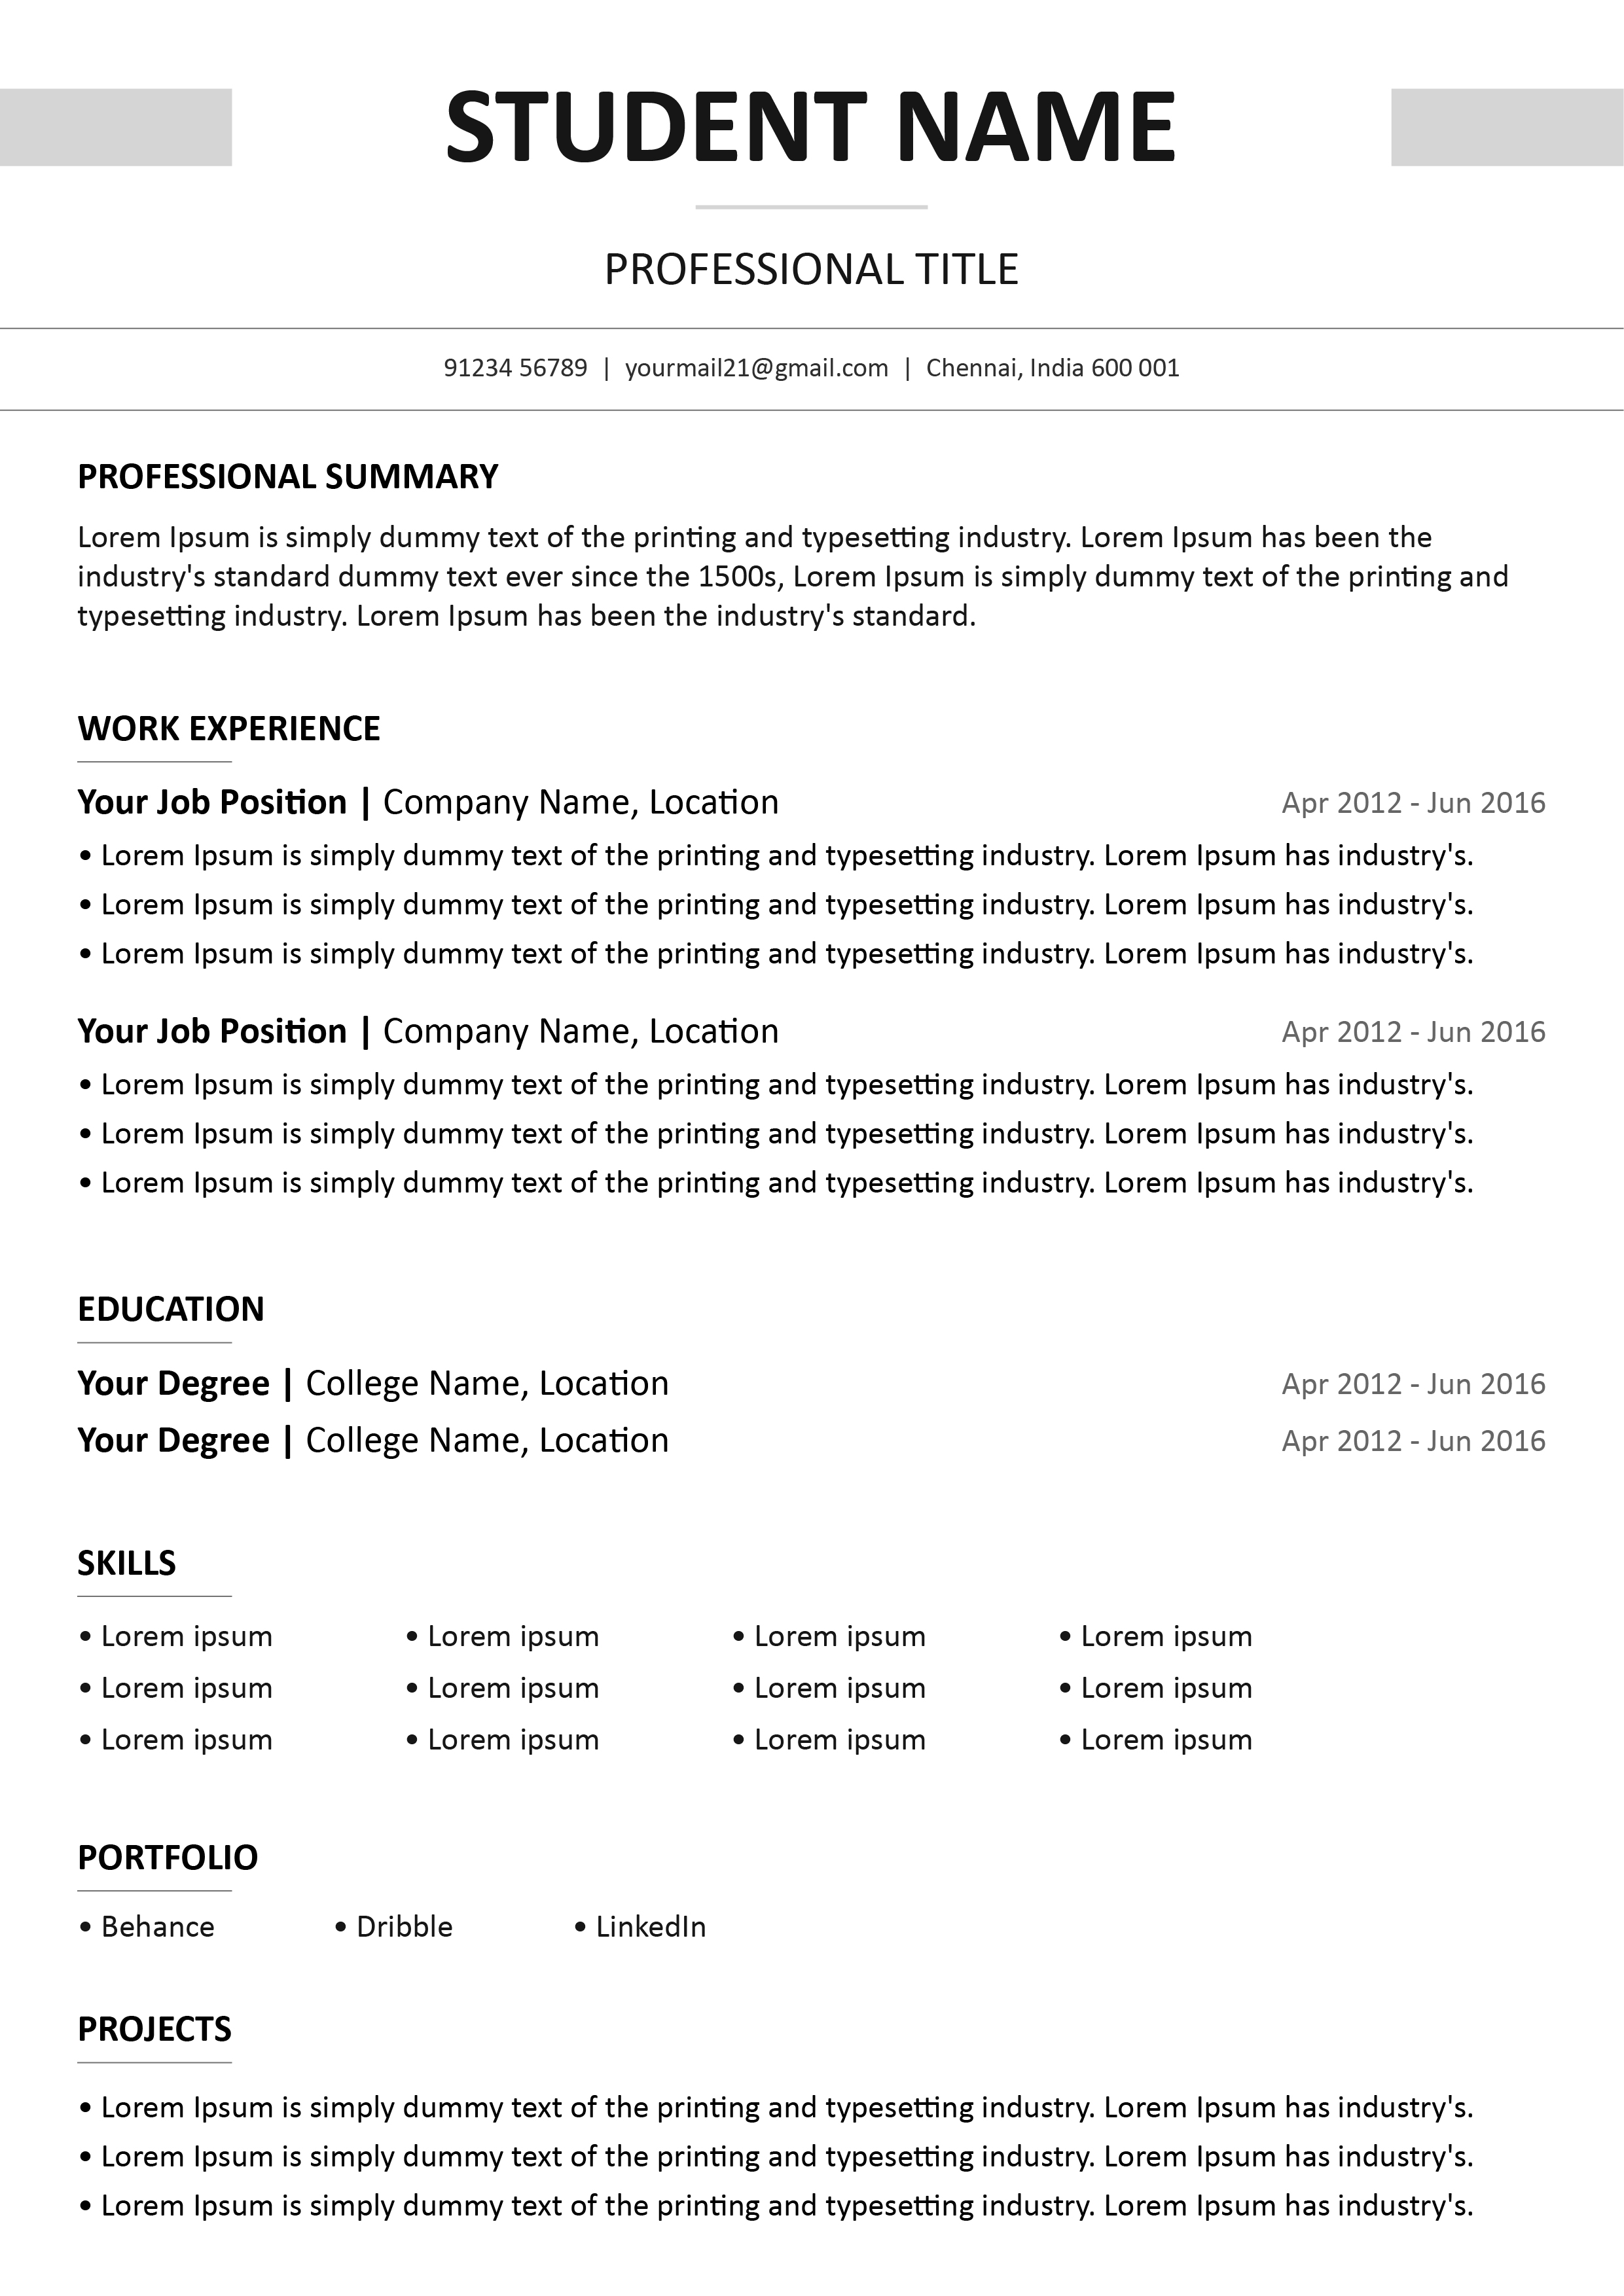 STUDENT NAME
PROFESSIONAL TITLE
91234 56789 | yourmail21@gmail.com | Chennai, India 600 001
PROFESSIONAL SUMMARY
Lorem Ipsum is simply dummy text of the printing and typesetting industry. Lorem Ipsum has been the
industry's standard dummy text ever since the 1500s, Lorem Ipsum is simply dummy text of the printing and
typesetting industry. Lorem Ipsum has been the industry's standard.
WORK EXPERIENCE
Your Job Position | Company Name, Location Apr 2012 - Jun 2016
• Lorem Ipsum is simply dummy text of the printing and typesetting industry. Lorem Ipsum has industry's.
• Lorem Ipsum is simply dummy text of the printing and typesetting industry. Lorem Ipsum has industry's.
• Lorem Ipsum is simply dummy text of the printing and typesetting industry. Lorem Ipsum has industry's.
Your Job Position | Company Name, Location Apr 2012 - Jun 2016
• Lorem Ipsum is simply dummy text of the printing and typesetting industry. Lorem Ipsum has industry's.
• Lorem Ipsum is simply dummy text of the printing and typesetting industry. Lorem Ipsum has industry's.
• Lorem Ipsum is simply dummy text of the printing and typesetting industry. Lorem Ipsum has industry's.
EDUCATION
Your Degree | College Name, Location Apr 2012 - Jun 2016
Your Degree | College Name, Location Apr 2012 - Jun 2016
SKILLS
• Lorem ipsum • Lorem ipsum • Lorem ipsum • Lorem ipsum
• Lorem ipsum • Lorem ipsum • Lorem ipsum • Lorem ipsum
• Lorem ipsum • Lorem ipsum • Lorem ipsum • Lorem ipsum
PORTFOLIO
• Behance • Dribble • LinkedIn
PROJECTS
• Lorem Ipsum is simply dummy text of the printing and typesetting industry. Lorem Ipsum has industry's.
• Lorem Ipsum is simply dummy text of the printing and typesetting industry. Lorem Ipsum has industry's.
• Lorem Ipsum is simply dummy text of the printing and typesetting industry. Lorem Ipsum has industry's.